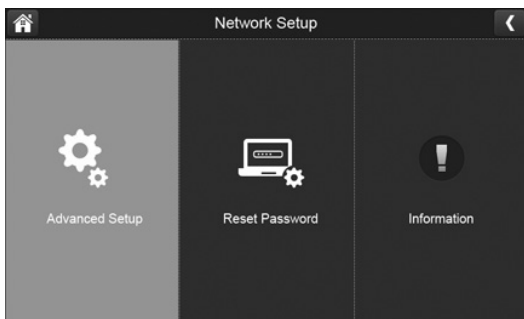 Network Setup
Advanced Setup
Reset Password
Information